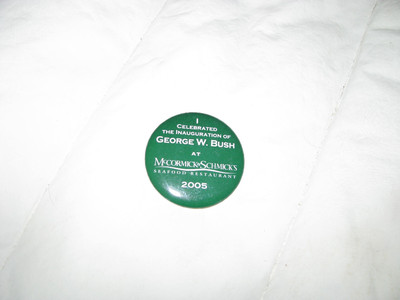 I
CELEBRATED
THE INAUGURATION OF
GEORGE W. BUSH
AT
MCCORMICK & SCHMICK'S
SEAFOOD RESTAURANT
2005